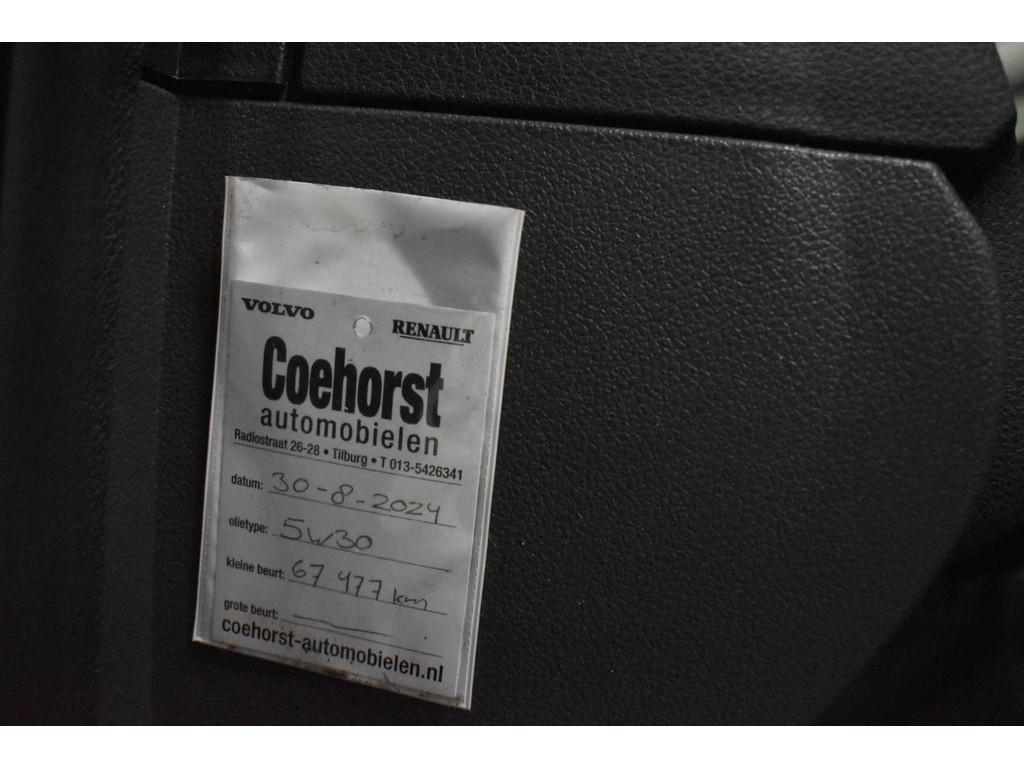 VOLVO
RENAULT
Coehorst
automobielen
Radiostraat 26-28 • Tilburg • T 013-5426341
datum: 30-8-2024
olietype: 5W30
kleine beurt: 67 477 km
grote beurt:
coehorst-automobielen.nl